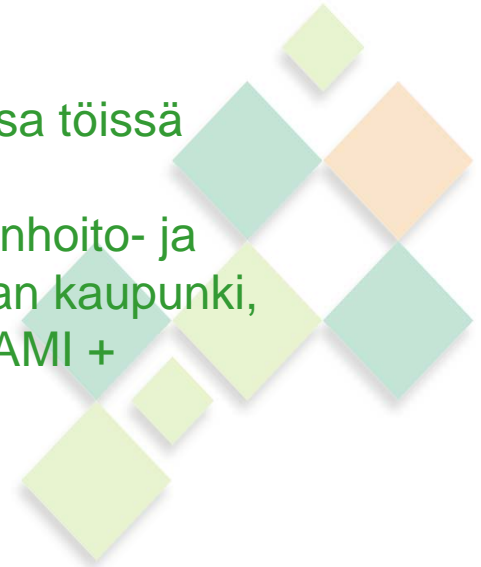 sa töissä
nhoito- ja
an kaupunki,
AMI +